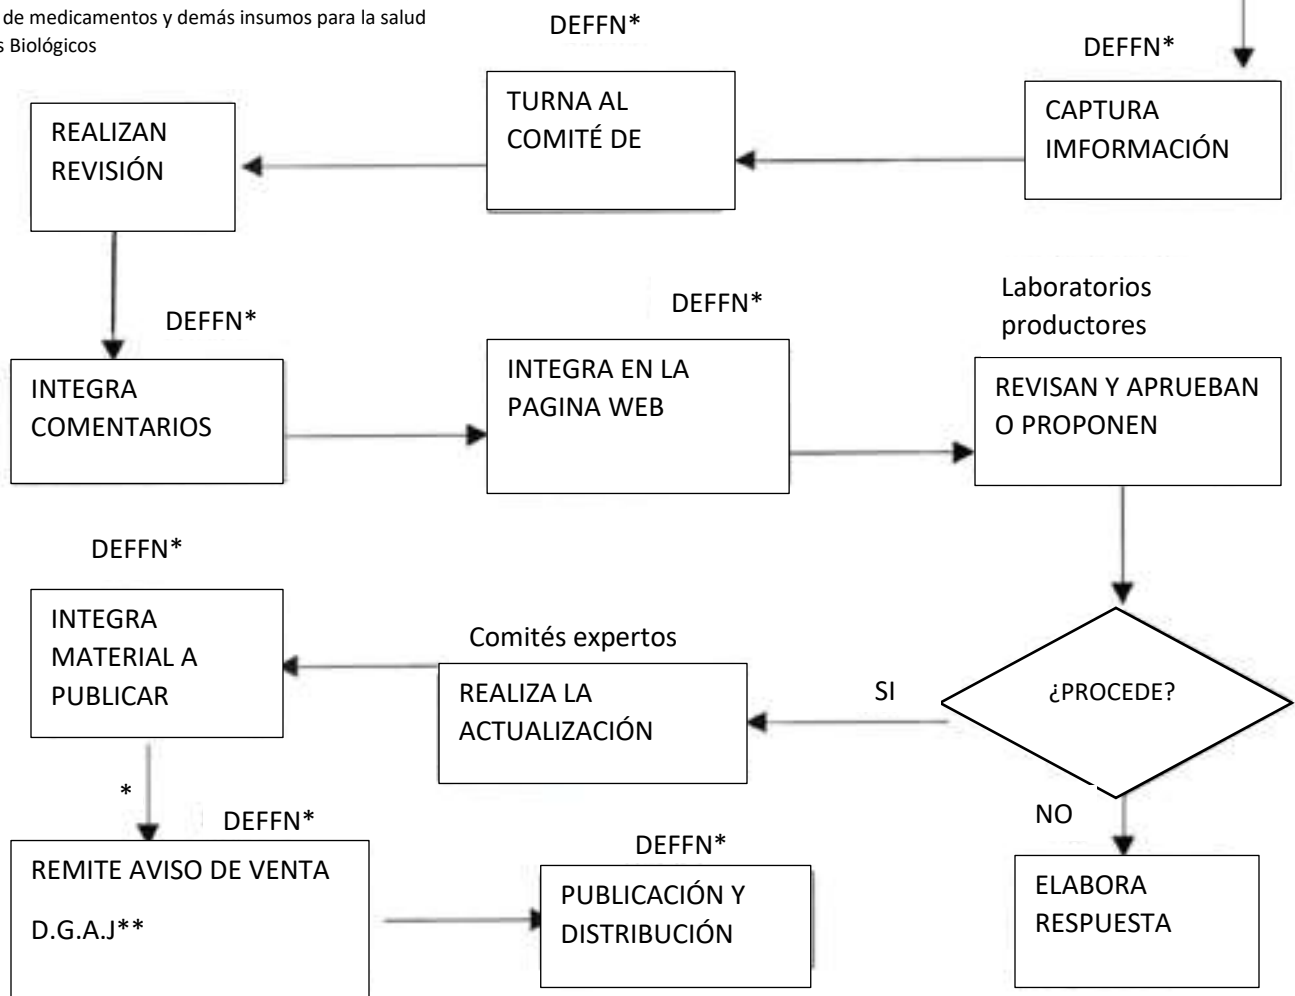 de medicamentos y demás insumos para la salud
s Biológicos
DEFFN*
DEFFN*
REALIZAN
REVISIÓN
TURNA AL
COMITÉ DE
CAPTURA
IMFORMACIÓN
DEFFN*
DEFFN*
Laboratorios
productores
INTEGRA
COMENTARIOS
INTEGRA EN LA
PAGINA WEB
REVISAN Y APRUEBAN
O PROPONEN
DEFFN*
INTEGRA
MATERIAL A
PUBLICAR
Comités expertos
REALIZA LA
ACTUALIZACIÓN
SI
¿PROCEDE?
*
DEFFN*
DEFFN*
NO
REMITE AVISO DE VENTA
D.G.A.J**
PUBLICACIÓN Y
DISTRIBUCIÓN
ELABORA
RESPUESTA